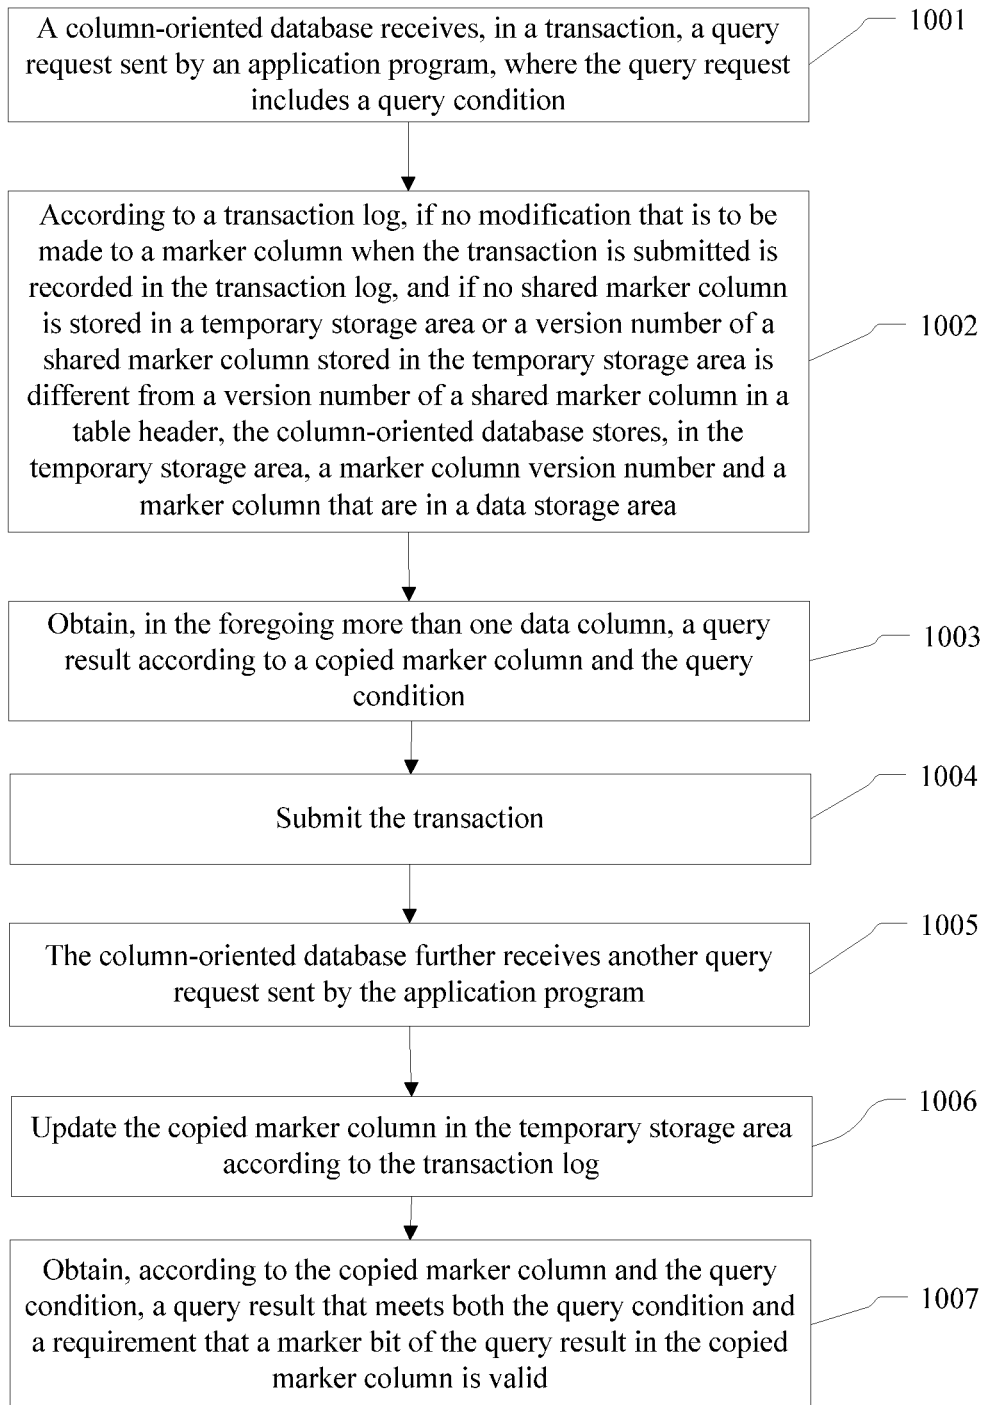 A column-oriented database receives, in a transaction, a query
request sent by an application program, where the query request
includes a query condition
1001
According to a transaction log, if no modification that is to be
made to a marker column when the transaction is submitted is
recorded in the transaction log, and if no shared marker column
is stored in a temporary storage area or a version number of a
shared marker column stored in the temporary storage area is
different from a version number of a shared marker column in a
table header, the column-oriented database stores, in the
temporary storage area, a marker column version number and a
marker column that are in a data storage area
1002
Obtain, in the foregoing more than one data column, a query
result according to a copied marker column and the query
condition
1003
Submit the transaction
1004
The column-oriented database further receives another query
request sent by the application program
1005
Update the copied marker column in the temporary storage area
according to the transaction log
1006
Obtain, according to the copied marker column and the query
condition, a query result that meets both the query condition and
a requirement that a marker bit of the query result in the copied
marker column is valid
1007